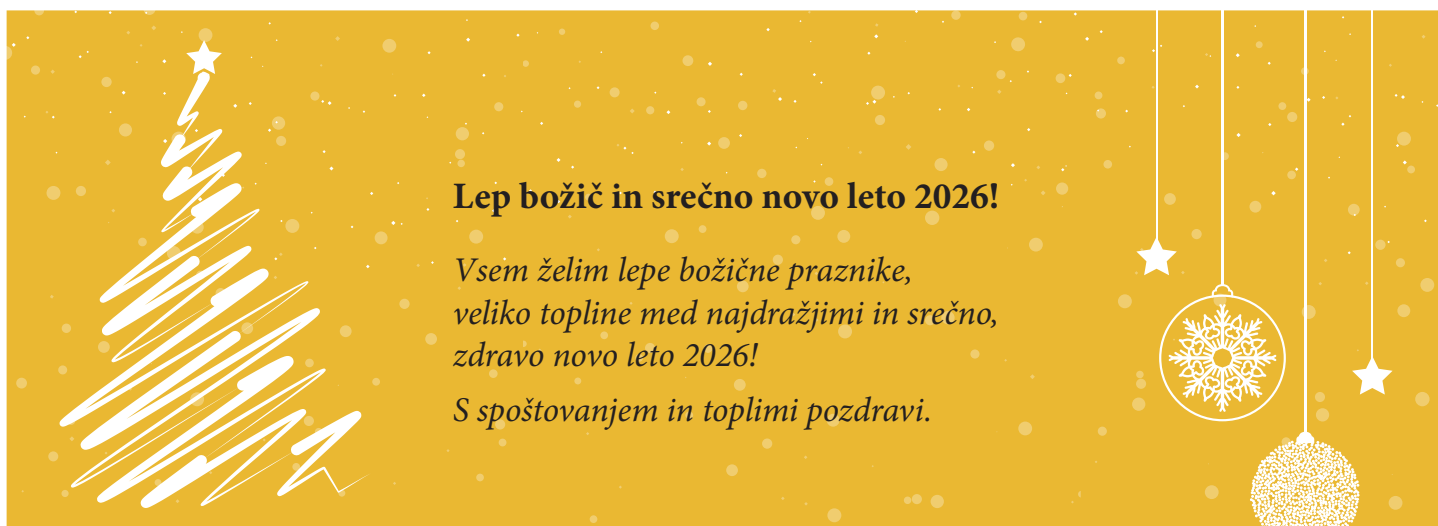 Lep božič in srečno novo leto 2026!
Vsem želim lepe božične praznike,
veliko topline med najdražjimi in srečno,
zdravo novo leto 2026!
S spoštovanjem in toplimi pozdravi.